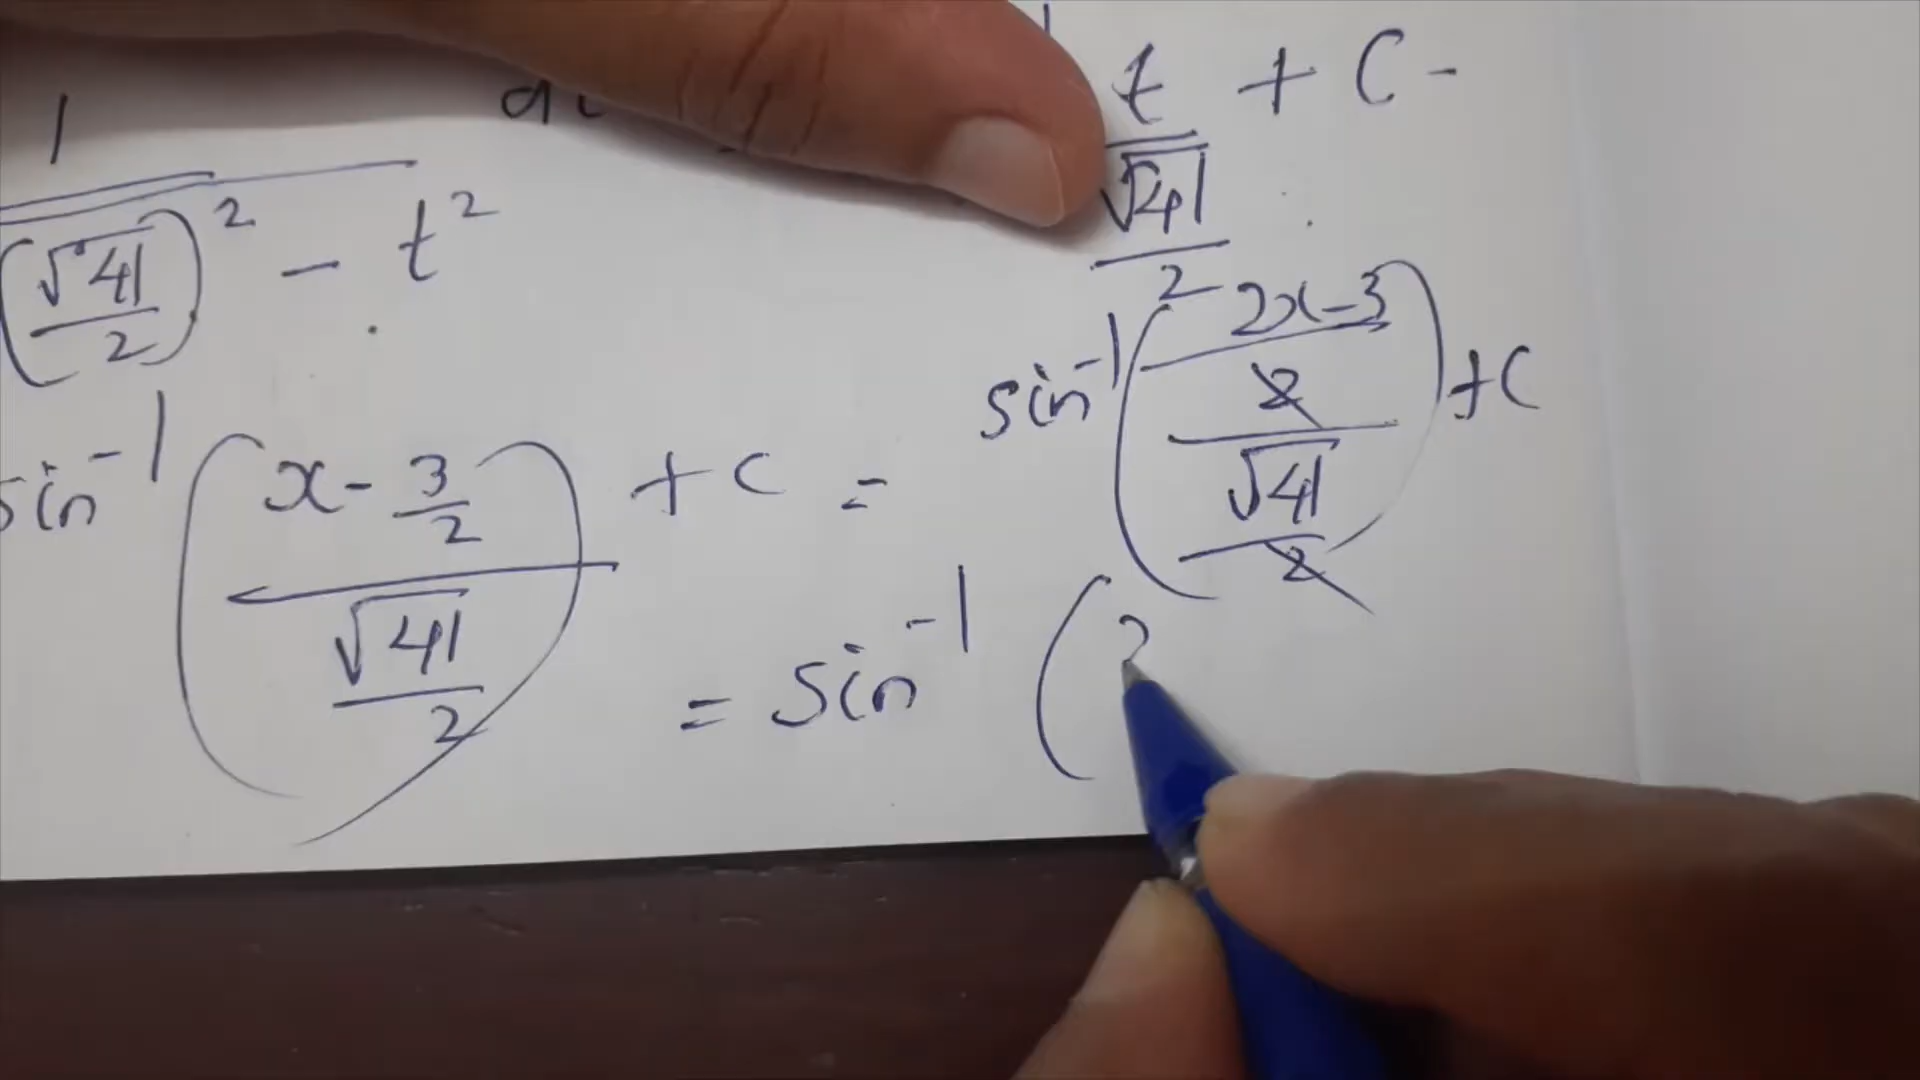 1 t + C -
√41/2
(√41/2)² - t²
sin⁻¹ (x - 3/2 / √41/2) + C = sin⁻¹ (2x-3/2 / √41/2) + C
= sin⁻¹ (2